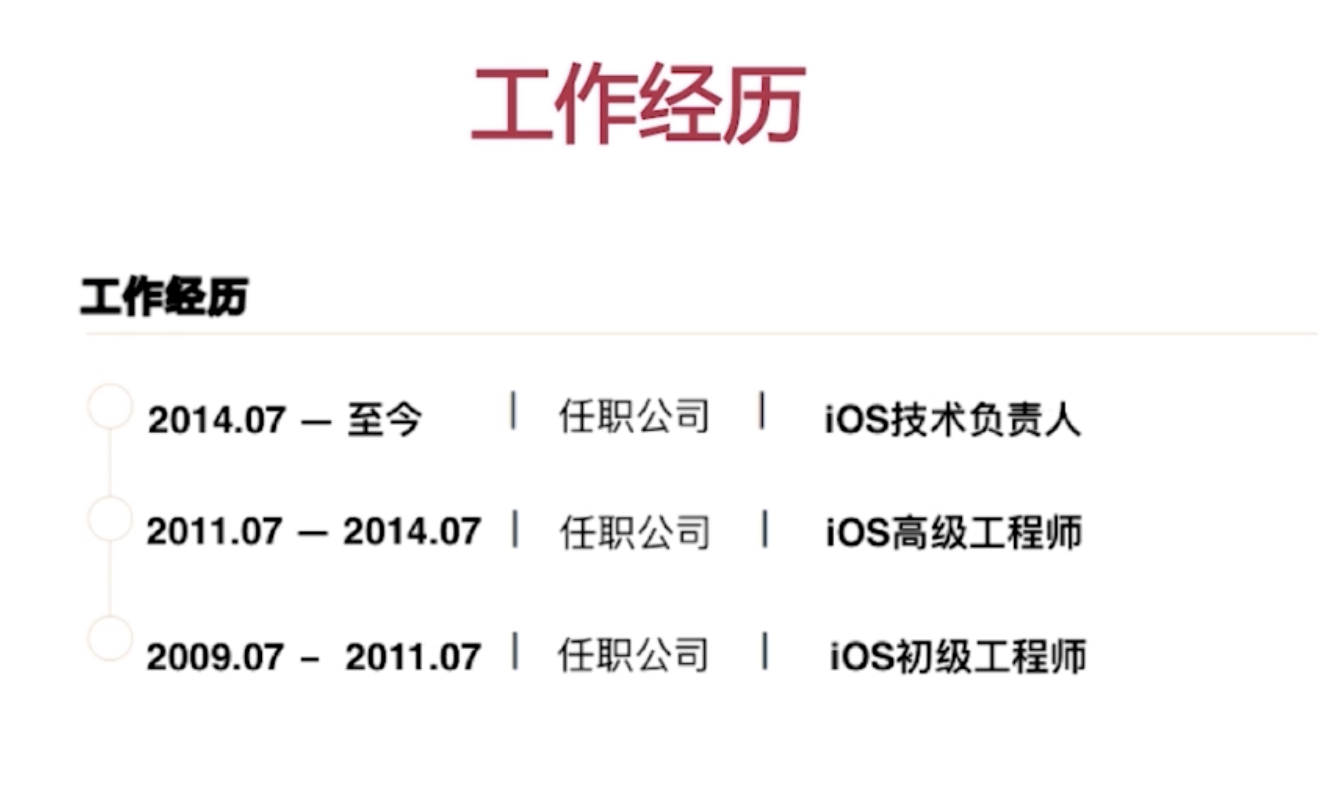 工作经历
工作经历
2014.07 — 至今 | 任职公司 | iOS技术负责人
2011.07 — 2014.07 | 任职公司 | iOS高级工程师
2009.07 – 2011.07 | 任职公司 | iOS初级工程师